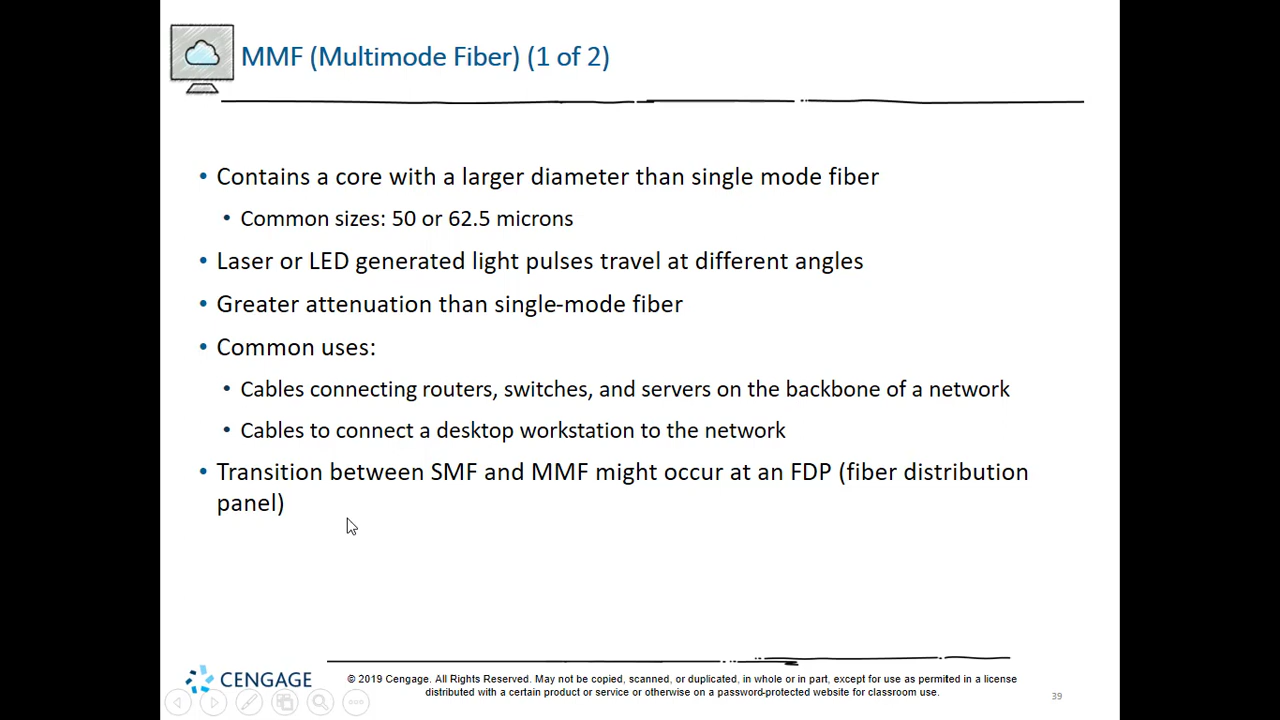 MMF (Multimode Fiber) (1 of 2)
• Contains a core with a larger diameter than single mode fiber
• Common sizes: 50 or 62.5 microns
• Laser or LED generated light pulses travel at different angles
• Greater attenuation than single-mode fiber
• Common uses:
• Cables connecting routers, switches, and servers on the backbone of a network
• Cables to connect a desktop workstation to the network
• Transition between SMF and MMF might occur at an FDP (fiber distribution
panel)
CENGAGE
© 2019 Cengage. All Rights Reserved. May not be copied, scanned, or duplicated, in whole or in part, except for use as permitted in a license
distributed with a certain product or service or otherwise on a password-protected website for classroom use.
39